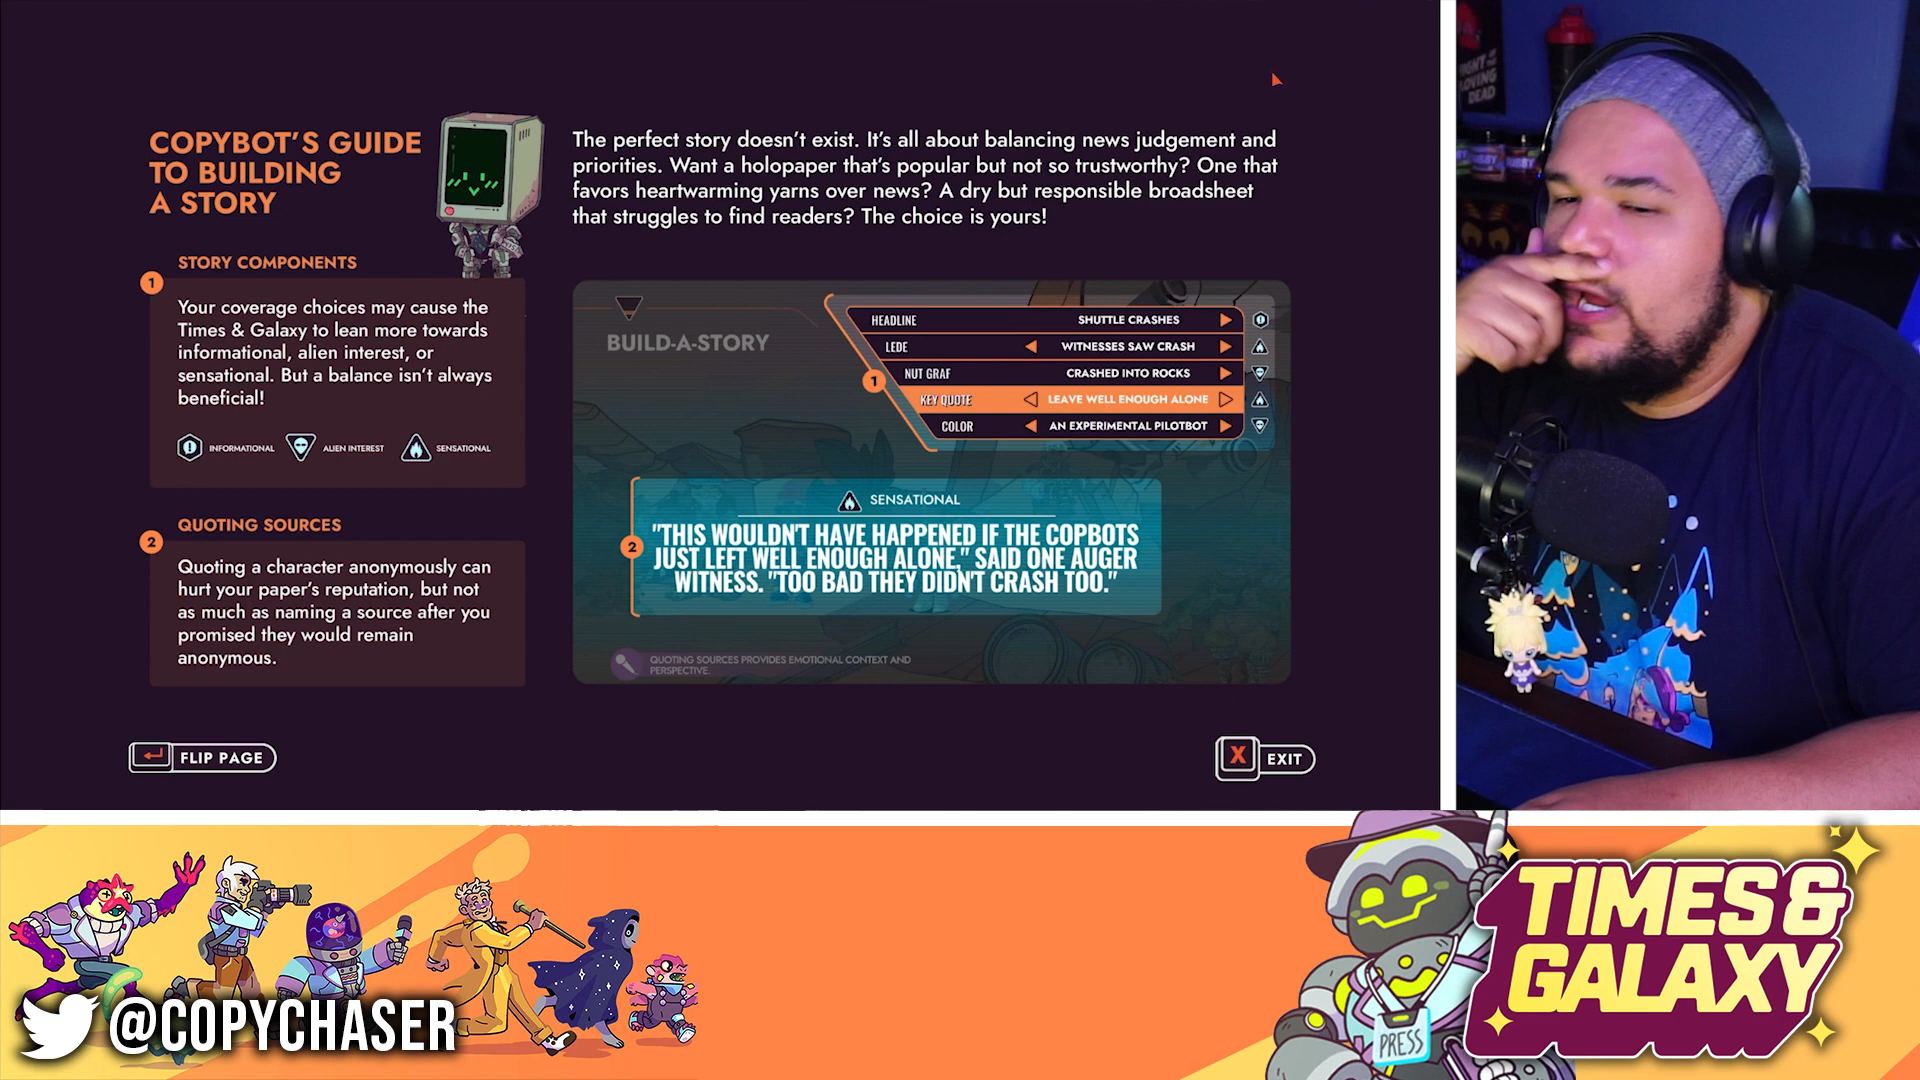 COPYBOT'S GUIDE
TO BUILDING
A STORY
STORY COMPONENTS
1
Your coverage choices may cause the
Times & Galaxy to lean more towards
informational, alien interest, or
sensational. But a balance isn't always
beneficial!
INFORMATIONAL
ALIEN INTEREST
SENSATIONAL
QUOTING SOURCES
2
Quoting a character anonymously can
hurt your paper's reputation, but not
as much as naming a source after you
promised they would remain
anonymous.
The perfect story doesn't exist. It's all about balancing news judgement and
priorities. Want a holopaper that's popular but not so trustworthy? One that
favors heartwarming yarns over news? A dry but responsible broadsheet
that struggles to find readers? The choice is yours!
BUILD-A-STORY
HEADLINE SHUTTLE CRASHES
LEDE WITNESSES SAW CRASH
1
NUT GRAF CRASHED INTO ROCKS
KEY QUOTE LEAVE WELL ENOUGH ALONE
COLOR AN EXPERIMENTAL PILOTBOT
SENSATIONAL
2
"THIS WOULDN'T HAVE HAPPENED IF THE COPBOTS
JUST LEFT WELL ENOUGH ALONE," SAID ONE AUGER
WITNESS. "TOO BAD THEY DIDN'T CRASH TOO."
QUOTING SOURCES PROVIDES EMOTIONAL CONTEXT AND
PERSPECTIVE.
FLIP PAGE
X EXIT
@COPYCHASER
PRESS
TIMES &
GALAXY